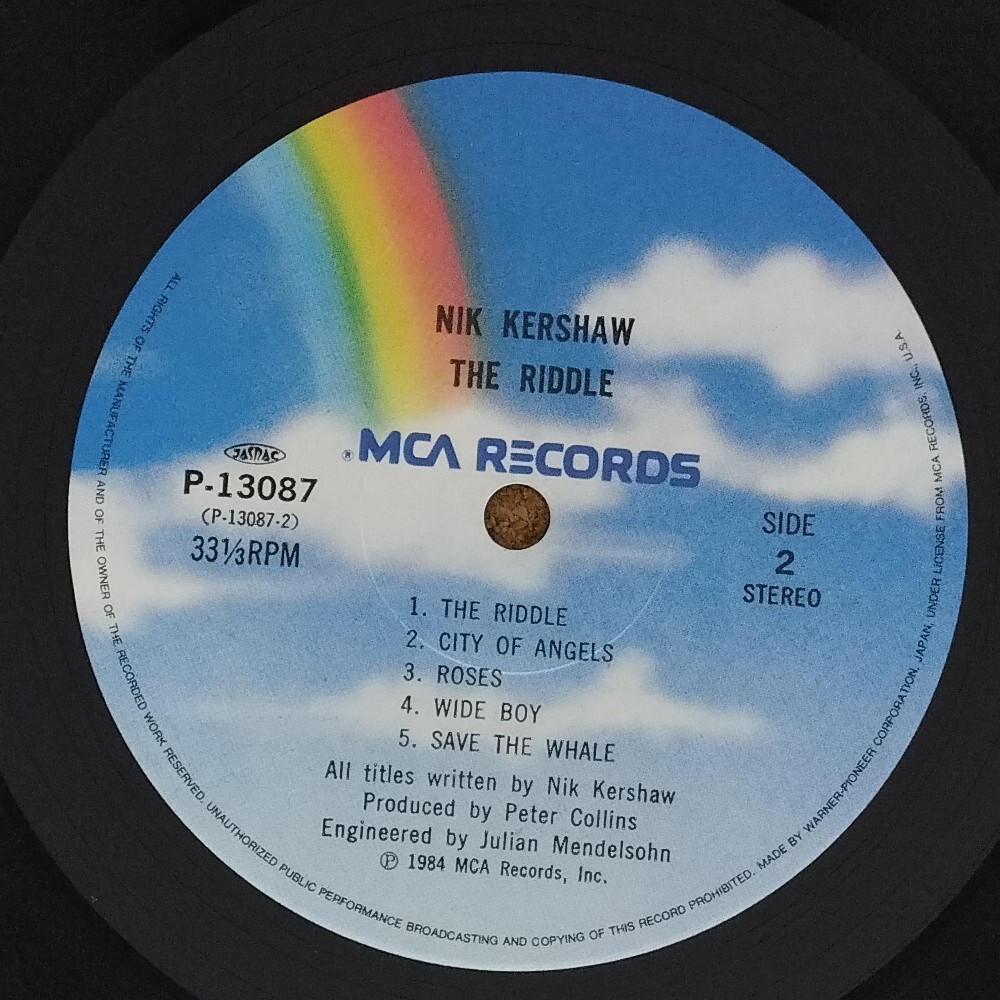 NIK KERSHAW
THE RIDDLE
® MCA RECORDS
JASRAC
P-13087
(P-13087-2)
33 1/3 RPM
SIDE
2
STEREO
1. THE RIDDLE
2. CITY OF ANGELS
3. ROSES
4. WIDE BOY
5. SAVE THE WHALE
All titles written by Nik Kershaw
Produced by Peter Collins
Engineered by Julian Mendelsohn
℗ 1984 MCA Records, Inc.
ALL RIGHTS OF THE MANUFACTURER AND OF THE OWNER OF THE RECORDED WORK RESERVED. UNAUTHORIZED PUBLIC PERFORMANCE BROADCASTING AND COPYING OF THIS RECORD PROHIBITED. MADE BY WARNER-PIONEER CORPORATION, JAPAN, UNDER LICENSE FROM MCA RECORDS, INC., U.S.A.